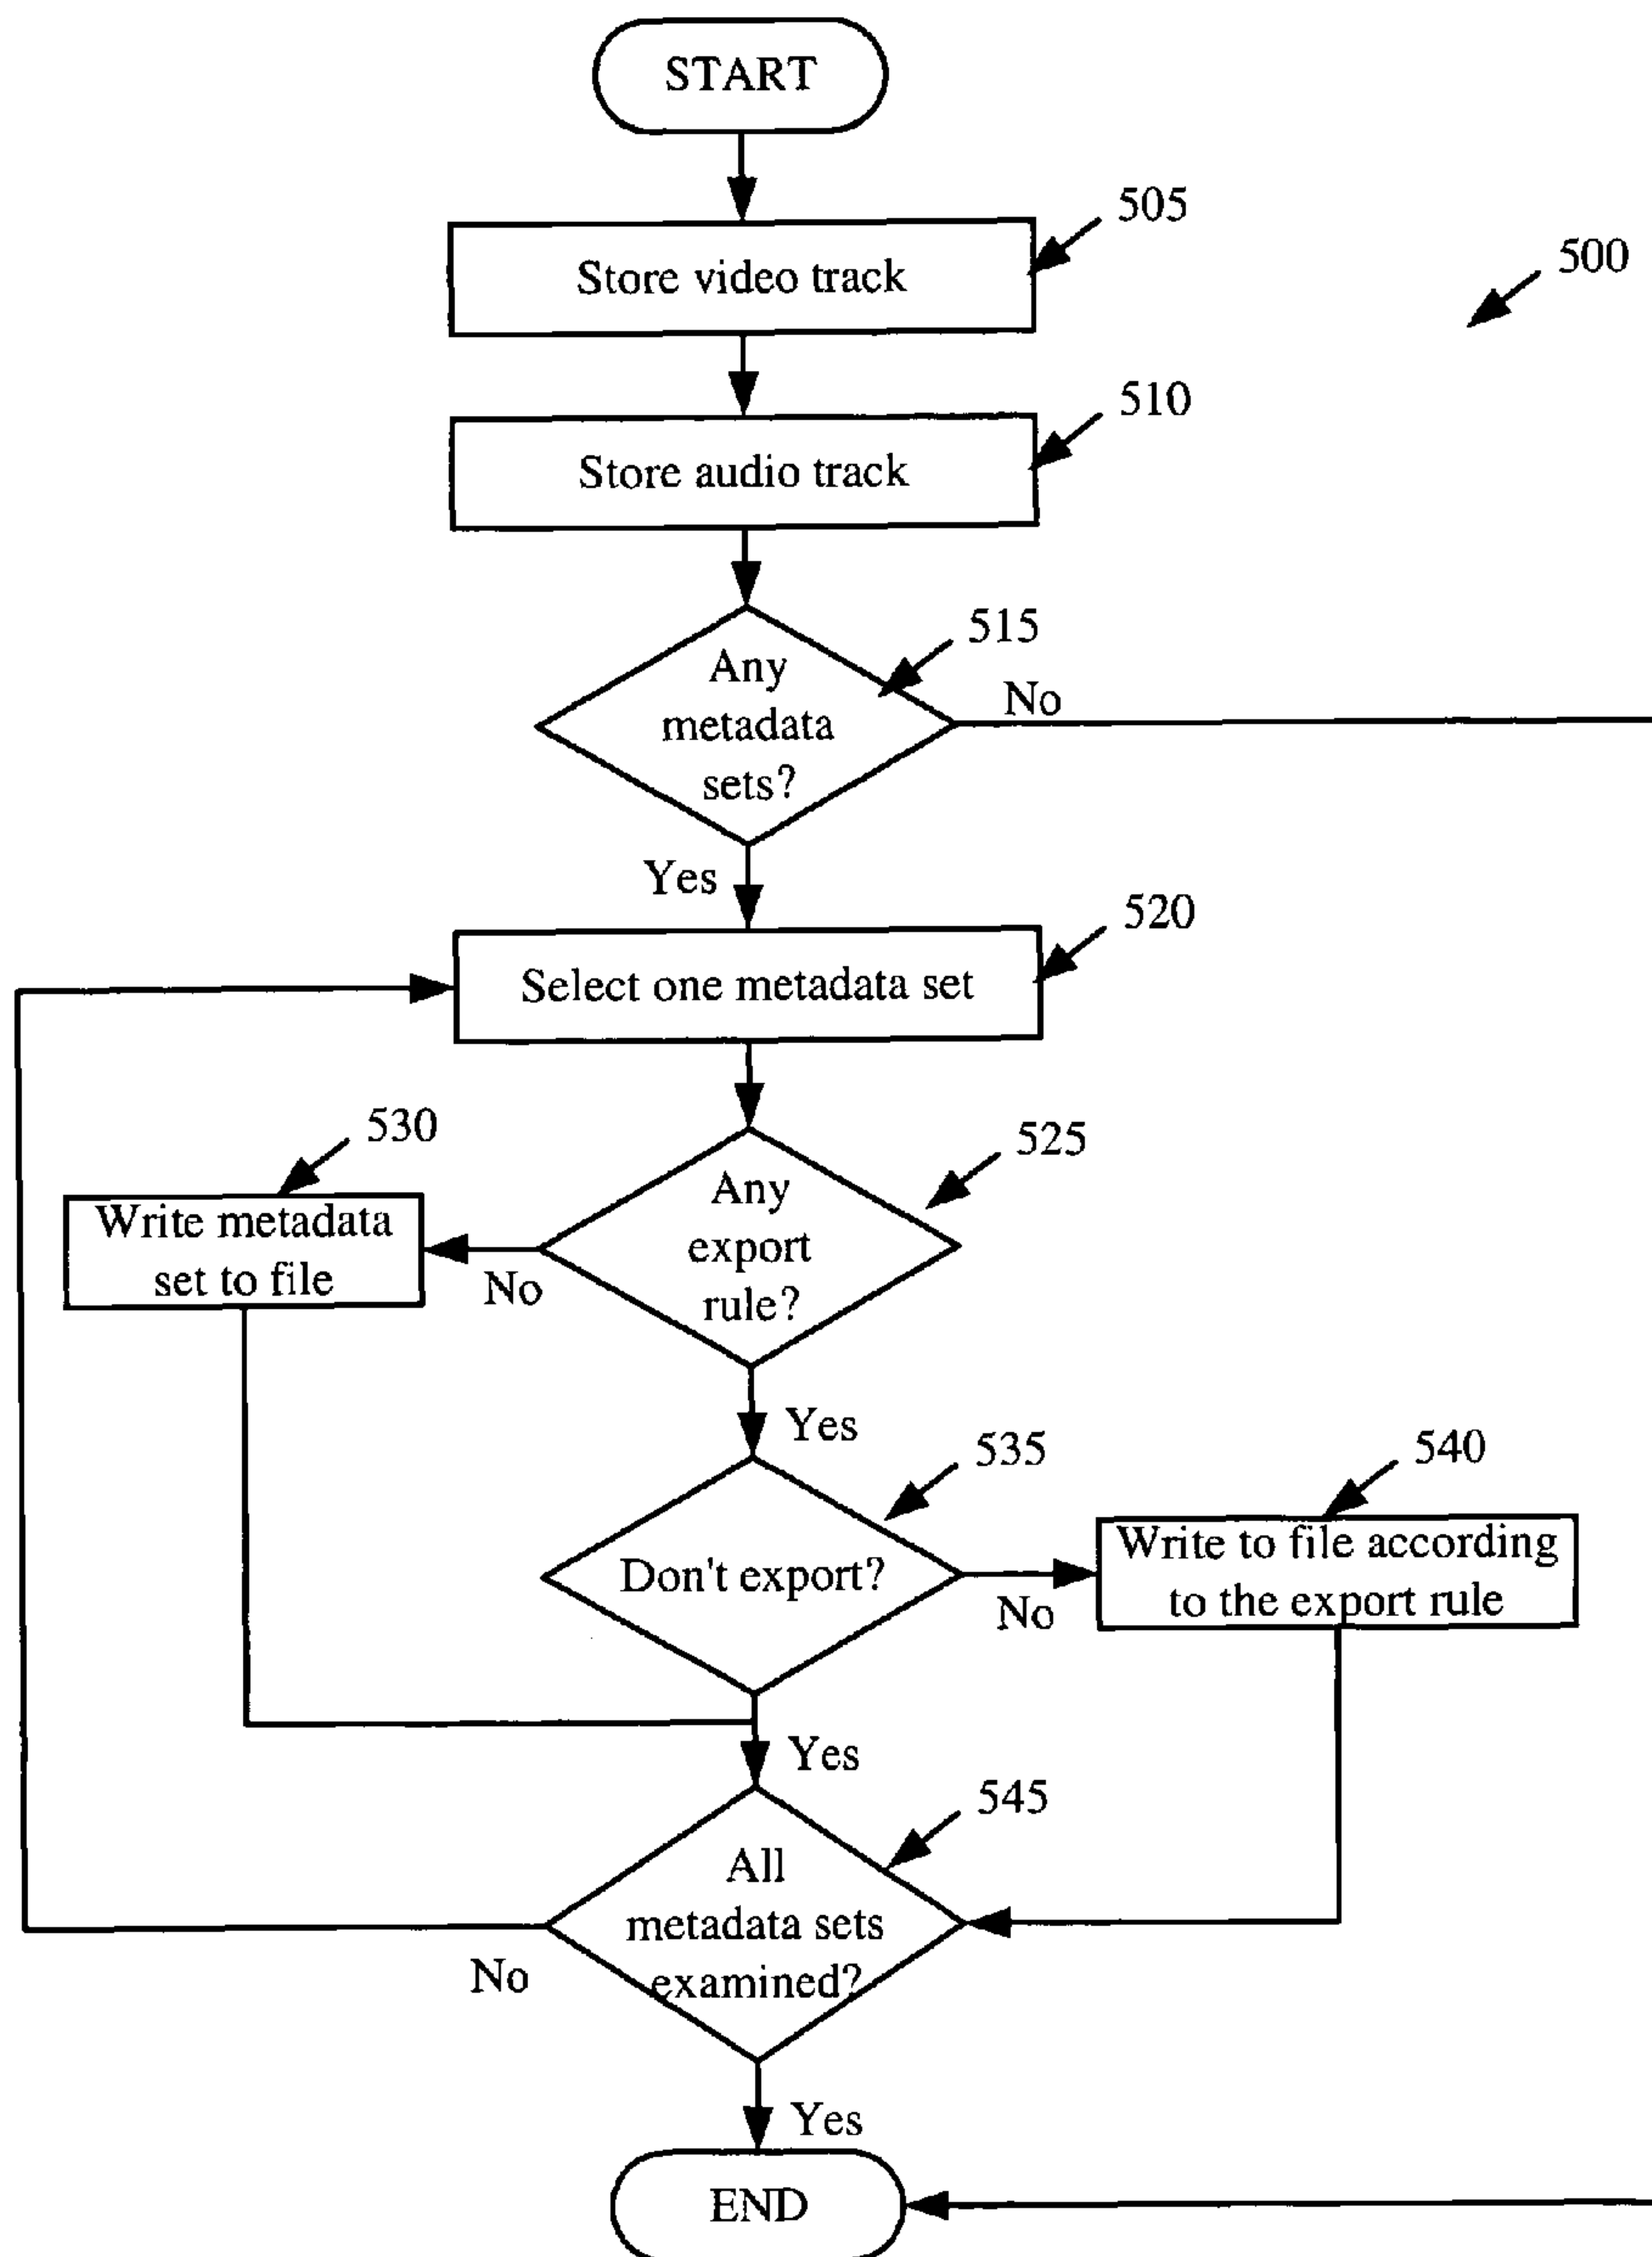 START
505
500
Store video track
510
Store audio track
515
Any
metadata
sets?
No
Yes
520
Select one metadata set
530
525
Write metadata
set to file
Any
export
rule?
No
Yes
535
540
Don't export?
No
Write to file according
to the export rule
Yes
545
All
metadata sets
examined?
No
Yes
END